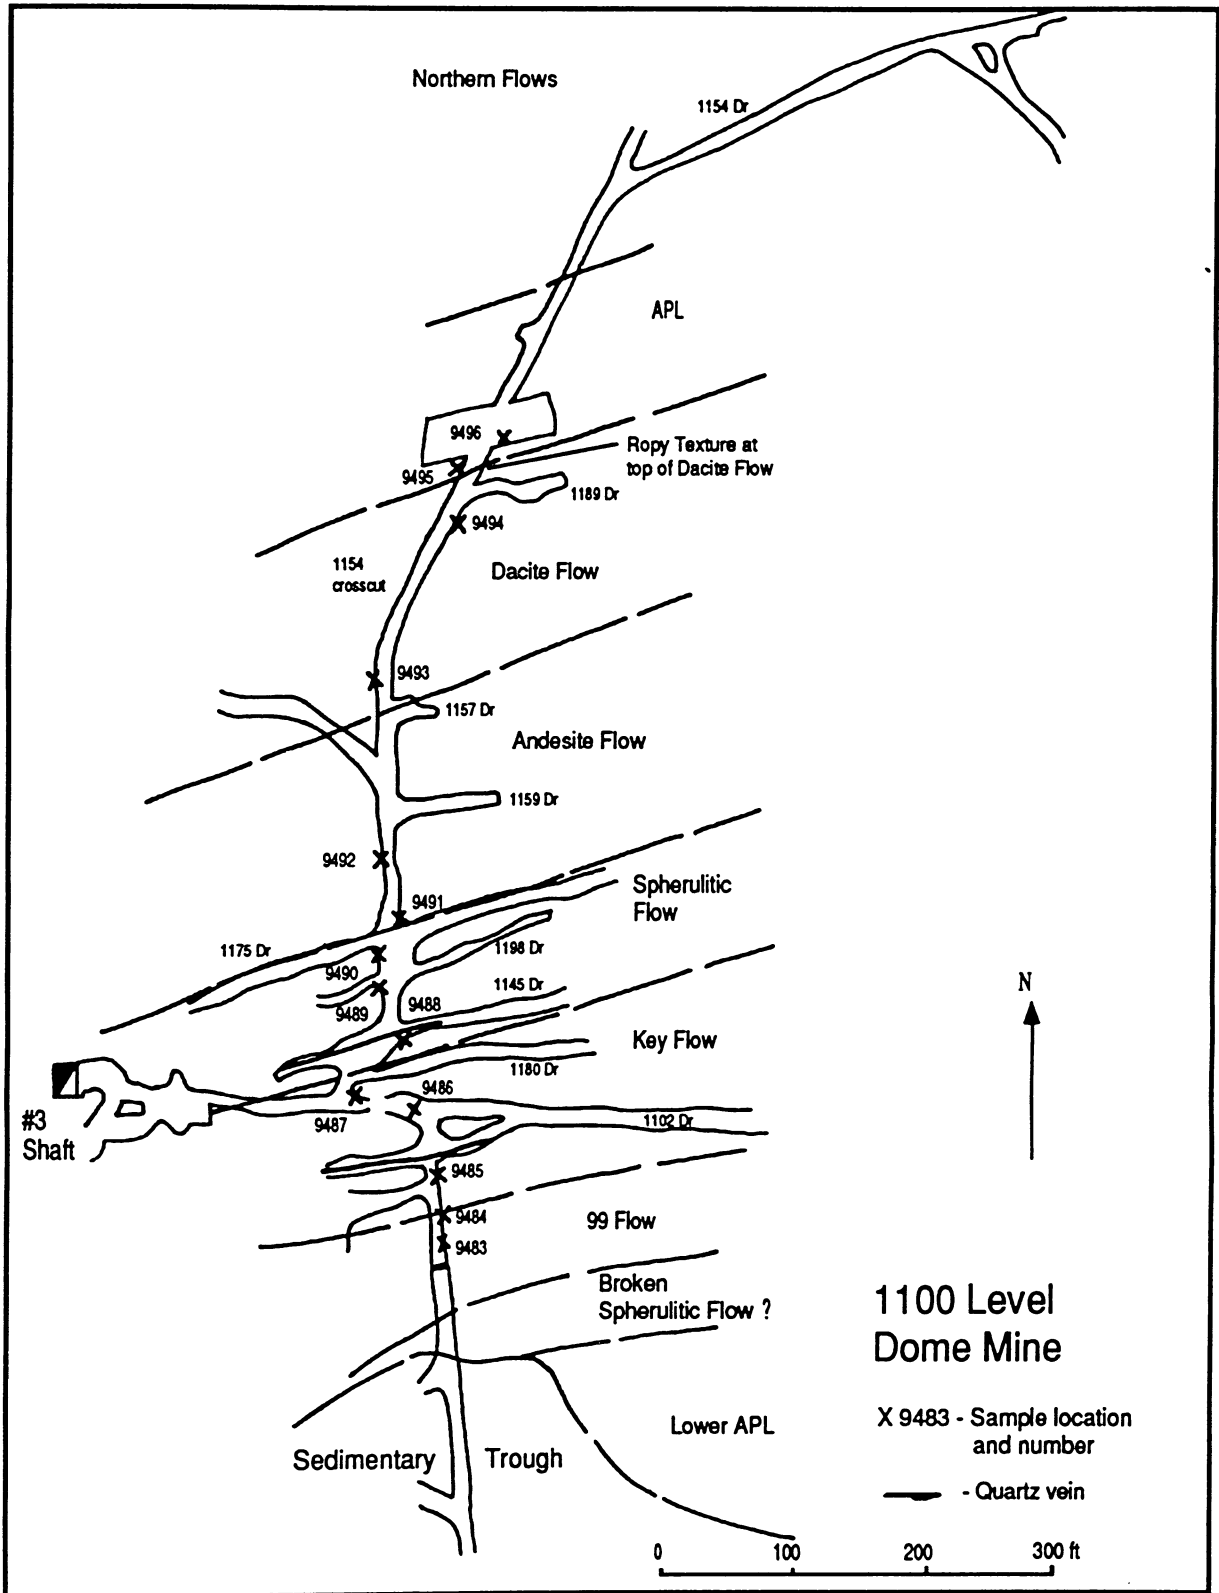 Northern Flows
1154 Dr
APL
9496
Ropy Texture at
top of Dacite Flow
9495
1189 Dr
9494
1154
crosscut
Dacite Flow
9493
1157 Dr
Andesite Flow
1159 Dr
9492
Spherulitic
Flow
9491
1175 Dr
1198 Dr
9490
1145 Dr
9489
9488
N
Key Flow
1180 Dr
9486
#3
Shaft
9487
1102 Dr
9485
9484
99 Flow
9483
Broken
Spherulitic Flow ?
1100 Level
Dome Mine
Lower APL
X 9483 - Sample location
and number
Sedimentary Trough
- Quartz vein
0 100 200 300 ft